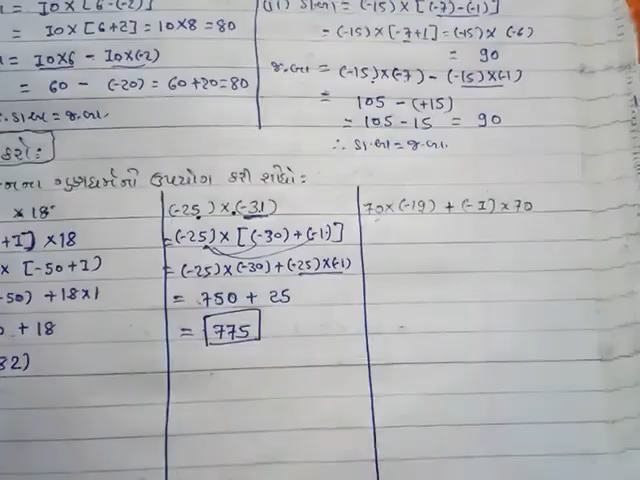 = 10 × [6-(-2)]
= 10 × [6+2] = 10×8 = 80
= 10×6 - 10×(-2)
= 60 - (-20) = 60+20=80
∴ ડા.બા = જ.બા.
(ii) ડા.બા = (-15) × [(-7)-(-1)]
= (-15) × [-7+1] = (-15) × (-6)
= 90
જ.બા = (-15)×(-7) - (-15)×(-1)
= 105 - (+15)
= 105 - 15 = 90
∴ ડા.બા = જ.બા.
કરો:
ગુણધર્મનો ઉપયોગ કરી શોધો:
× 18
+1] × 18
× [-50+1)
-50) + 18×1
+ 18
82)
(-25) × (-31)
= (-25) × [(-30) + (-1)]
= (-25)×(-30) + (-25)×(-1)
= 750 + 25
= 775
70×(-19) + (-1)×70